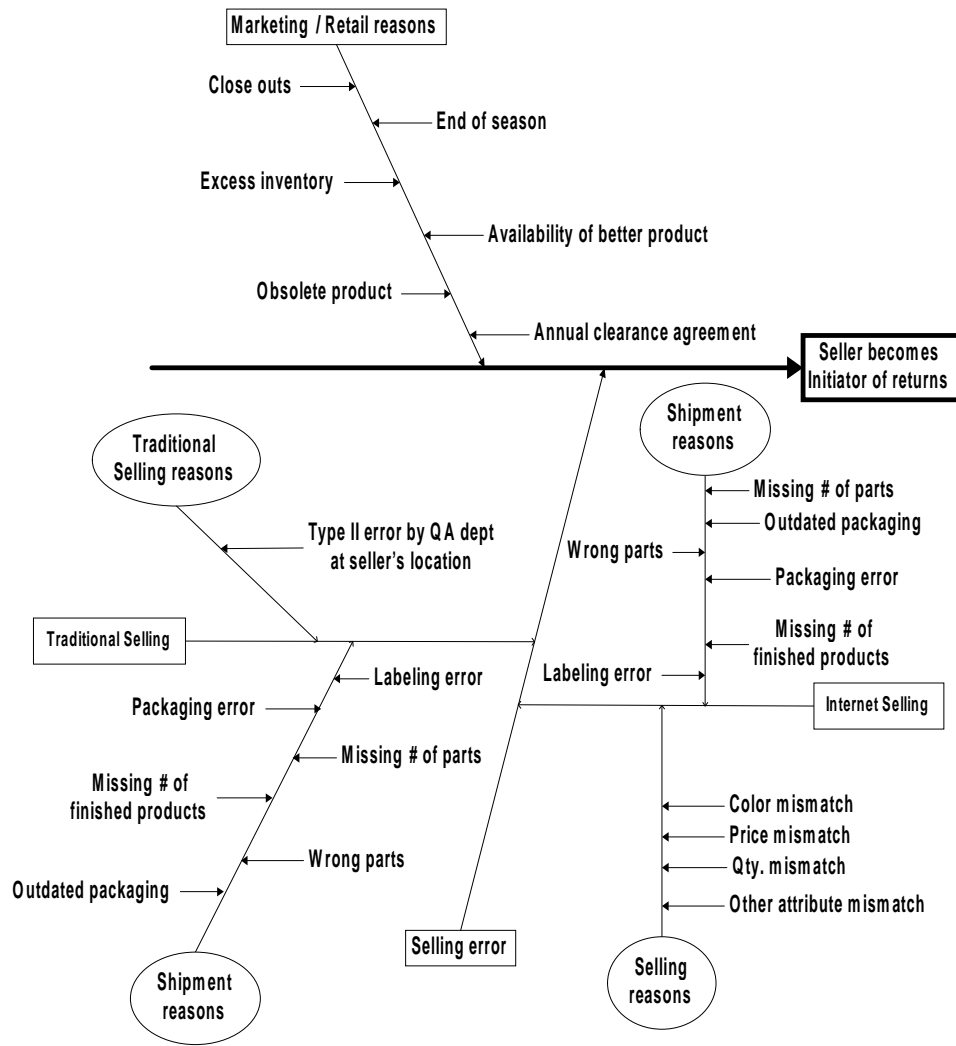 Marketing / Retail reasons
Close outs
End of season
Excess inventory
Availability of better product
Obsolete product
Annual clearance agreement
Seller becomes
Initiator of returns
Traditional
Selling reasons
Type II error by QA dept
at seller's location
Traditional Selling
Shipment
reasons
Missing # of parts
Outdated packaging
Wrong parts
Packaging error
Missing # of
finished products
Labeling error
Internet Selling
Labeling error
Packaging error
Missing # of parts
Missing # of
finished products
Wrong parts
Outdated packaging
Shipment
reasons
Selling error
Color mismatch
Price mismatch
Qty. mismatch
Other attribute mismatch
Selling
reasons